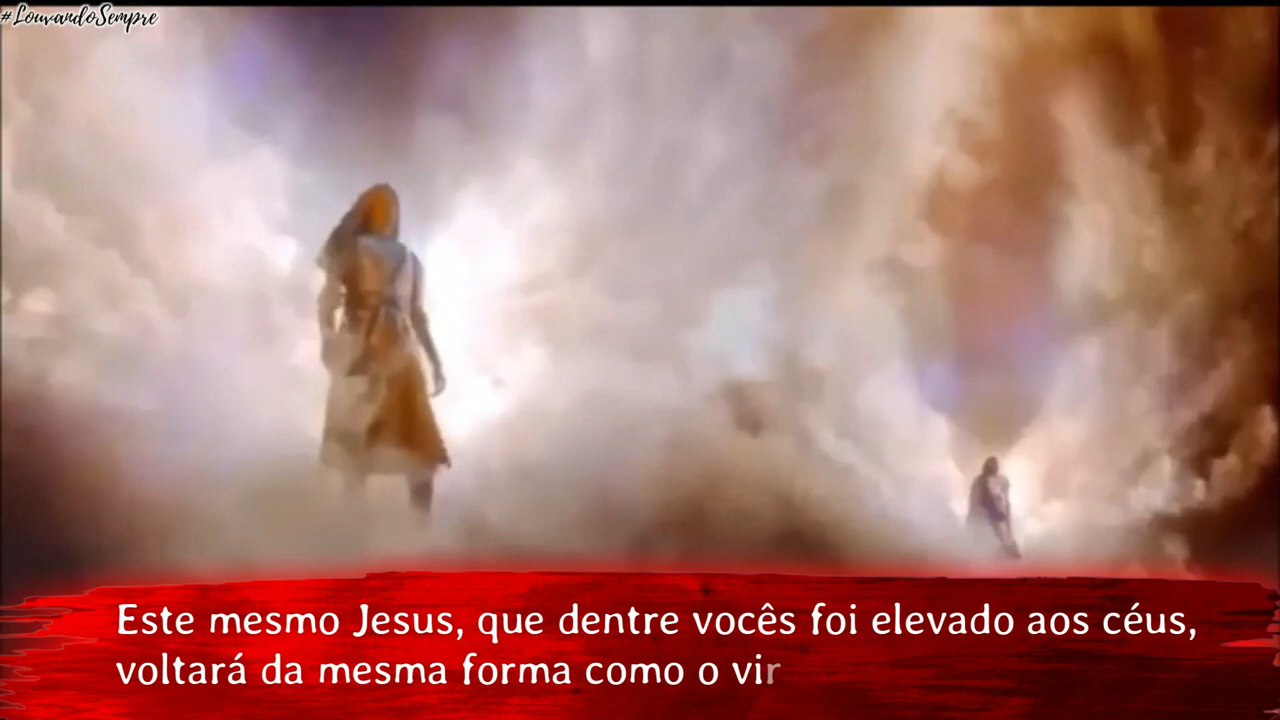 #LouvandoSempre
Este mesmo Jesus, que dentre vocês foi elevado aos céus,
voltará da mesma forma como o vir